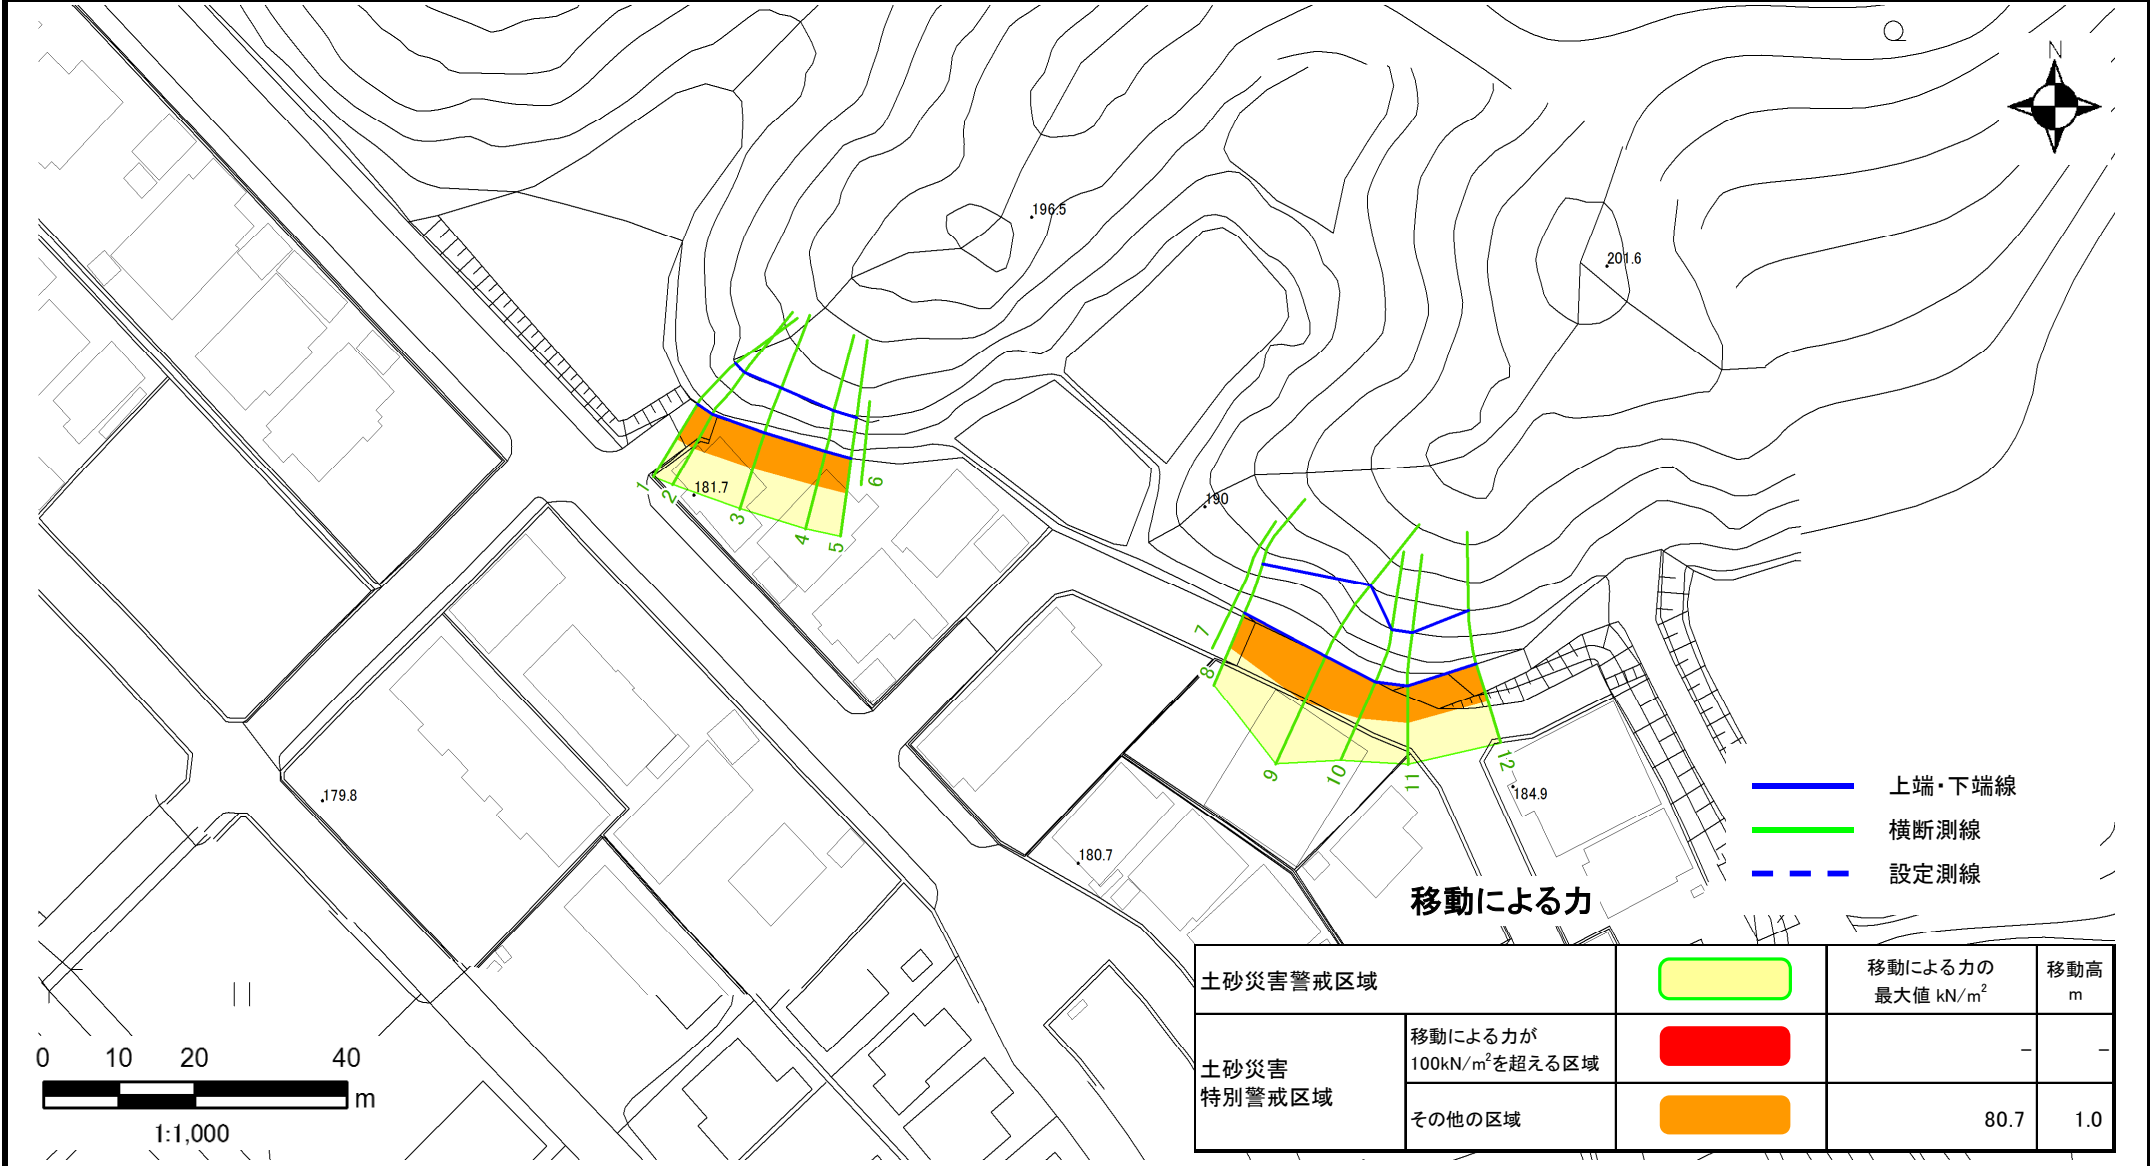 N
196.5
201.6
181.7
190
1
2
3
4
5
6
7
8
9
10
11
12
179.8
180.7
184.9
上端・下端線
横断測線
設定測線
移動による力
土砂災害警戒区域
移動による力の
最大値 kN/m²
移動高
m
土砂災害
特別警戒区域
移動による力が
100kN/m²を超える区域
－
－
その他の区域
80.7
1.0
0 10 20 40
m
1:1,000